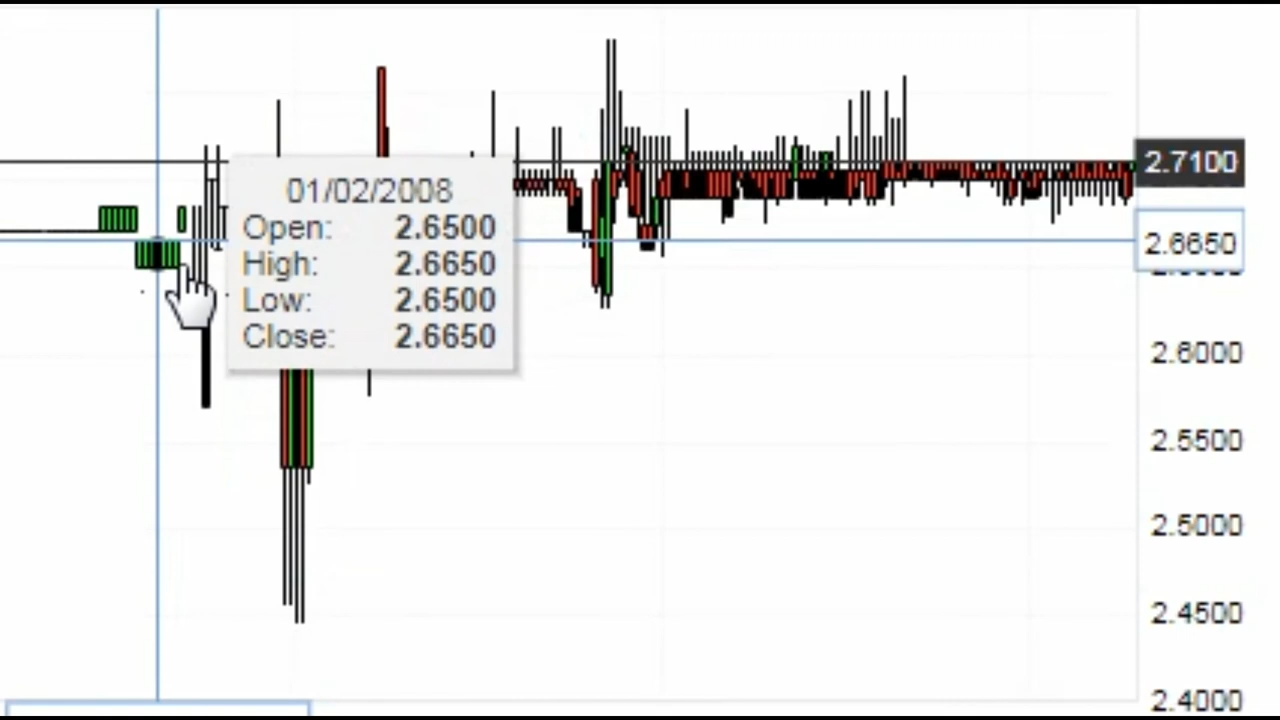 01/02/2008
Open: 2.6500
High: 2.6650
Low: 2.6500
Close: 2.6650
2.7100
2.6650
2.6000
2.5500
2.5000
2.4500
2.4000